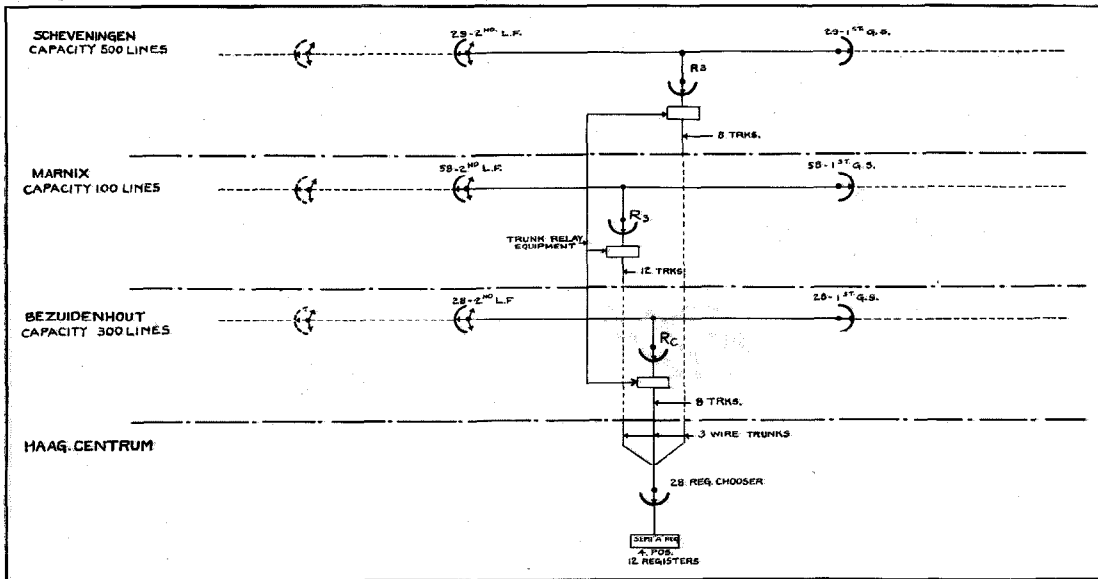 SCHEVENINGEN
CAPACITY 500 LINES
29-2ND L.F.
29-1ST G.S.
R3
8 TRKS.
MARNIX
CAPACITY 100 LINES
58-2ND L.F.
58-1ST G.S.
R3
TRUNK RELAY
EQUIPMENT
12 TRKS
BEZUIDENHOUT
CAPACITY 300 LINES
28-2ND L.F
28-1ST G.S.
RC
8 TRKS.
HAAG.CENTRUM
3 WIRE TRUNKS
28 REG. CHOOSER
SEMI A REG
4. POS.
12 REGISTERS